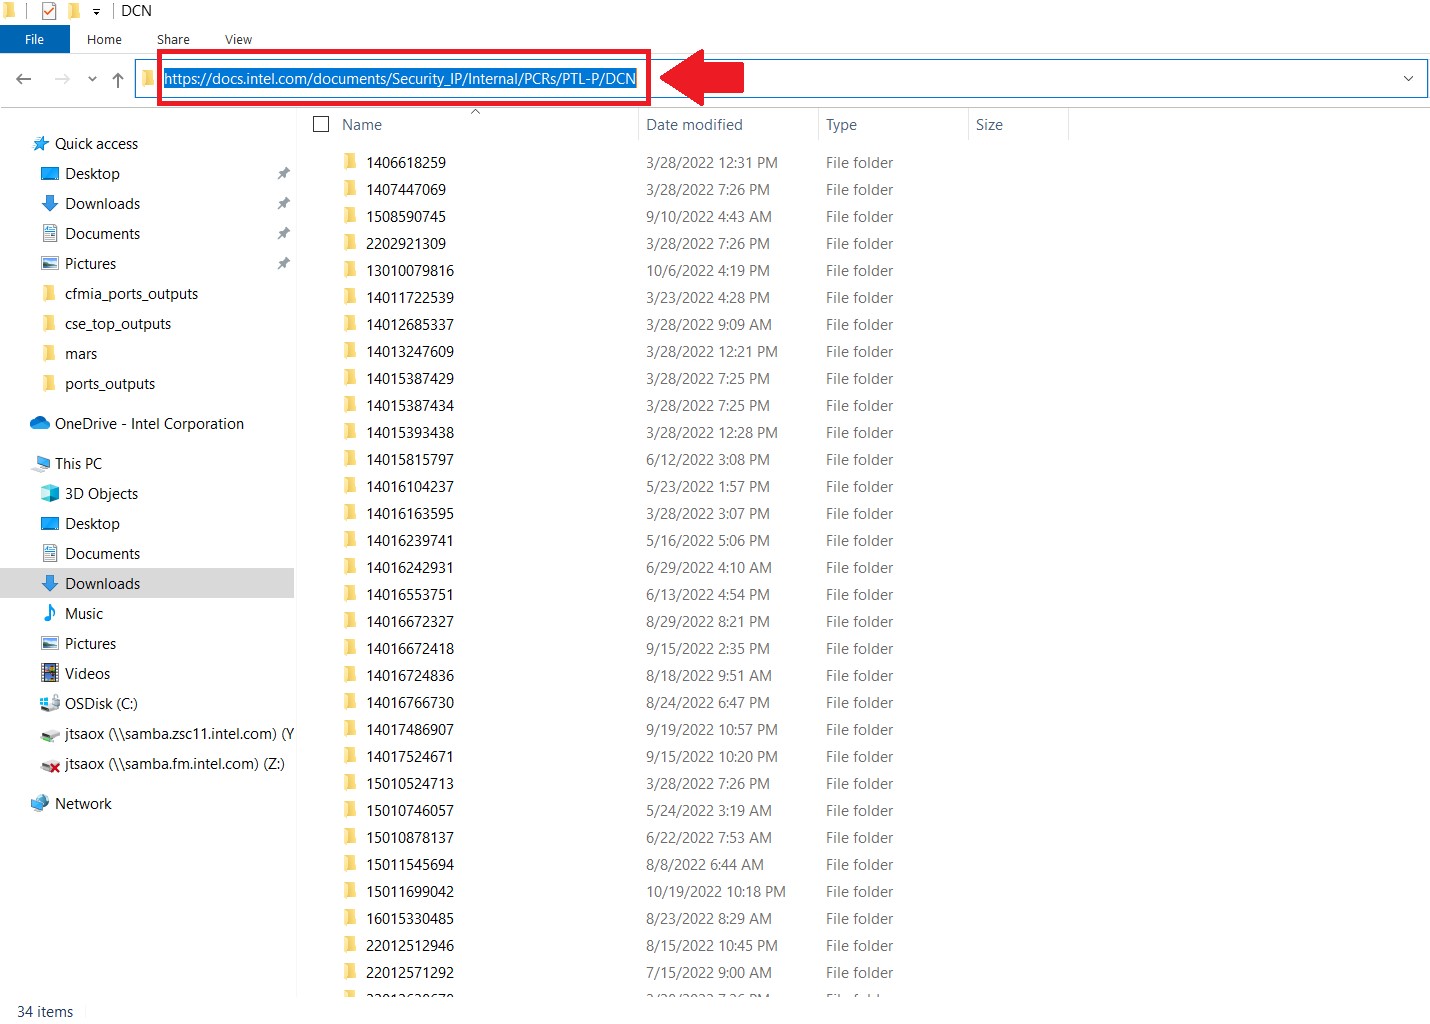 DCN
File Home Share View
https://docs.intel.com/documents/Security_IP/Internal/PCRs/PTL-P/DCN
Name Date modified Type Size
Quick access
Desktop
Downloads
Documents
Pictures
cfmia_ports_outputs
cse_top_outputs
mars
ports_outputs
OneDrive - Intel Corporation
This PC
3D Objects
Desktop
Documents
Downloads
Music
Pictures
Videos
OSDisk (C:)
jtsaox (\\samba.zsc11.intel.com) (Y
jtsaox (\\samba.fm.intel.com) (Z:)
Network
1406618259 3/28/2022 12:31 PM File folder
1407447069 3/28/2022 7:26 PM File folder
1508590745 9/10/2022 4:43 AM File folder
2202921309 3/28/2022 7:26 PM File folder
13010079816 10/6/2022 4:19 PM File folder
14011722539 3/23/2022 4:28 PM File folder
14012685337 3/28/2022 9:09 AM File folder
14013247609 3/28/2022 12:21 PM File folder
14015387429 3/28/2022 7:25 PM File folder
14015387434 3/28/2022 7:25 PM File folder
14015393438 3/28/2022 12:28 PM File folder
14015815797 6/12/2022 3:08 PM File folder
14016104237 5/23/2022 1:57 PM File folder
14016163595 3/28/2022 3:07 PM File folder
14016239741 5/16/2022 5:06 PM File folder
14016242931 6/29/2022 4:10 AM File folder
14016553751 6/13/2022 4:54 PM File folder
14016672327 8/29/2022 8:21 PM File folder
14016672418 9/15/2022 2:35 PM File folder
14016724836 8/18/2022 9:51 AM File folder
14016766730 8/24/2022 6:47 PM File folder
14017486907 9/19/2022 10:57 PM File folder
14017524671 9/15/2022 10:20 PM File folder
15010524713 3/28/2022 7:26 PM File folder
15010746057 5/24/2022 3:19 AM File folder
15010878137 6/22/2022 7:53 AM File folder
15011545694 8/8/2022 6:44 AM File folder
15011699042 10/19/2022 10:18 PM File folder
16015330485 8/23/2022 8:29 AM File folder
22012512946 8/15/2022 10:45 PM File folder
22012571292 7/15/2022 9:00 AM File folder
34 items